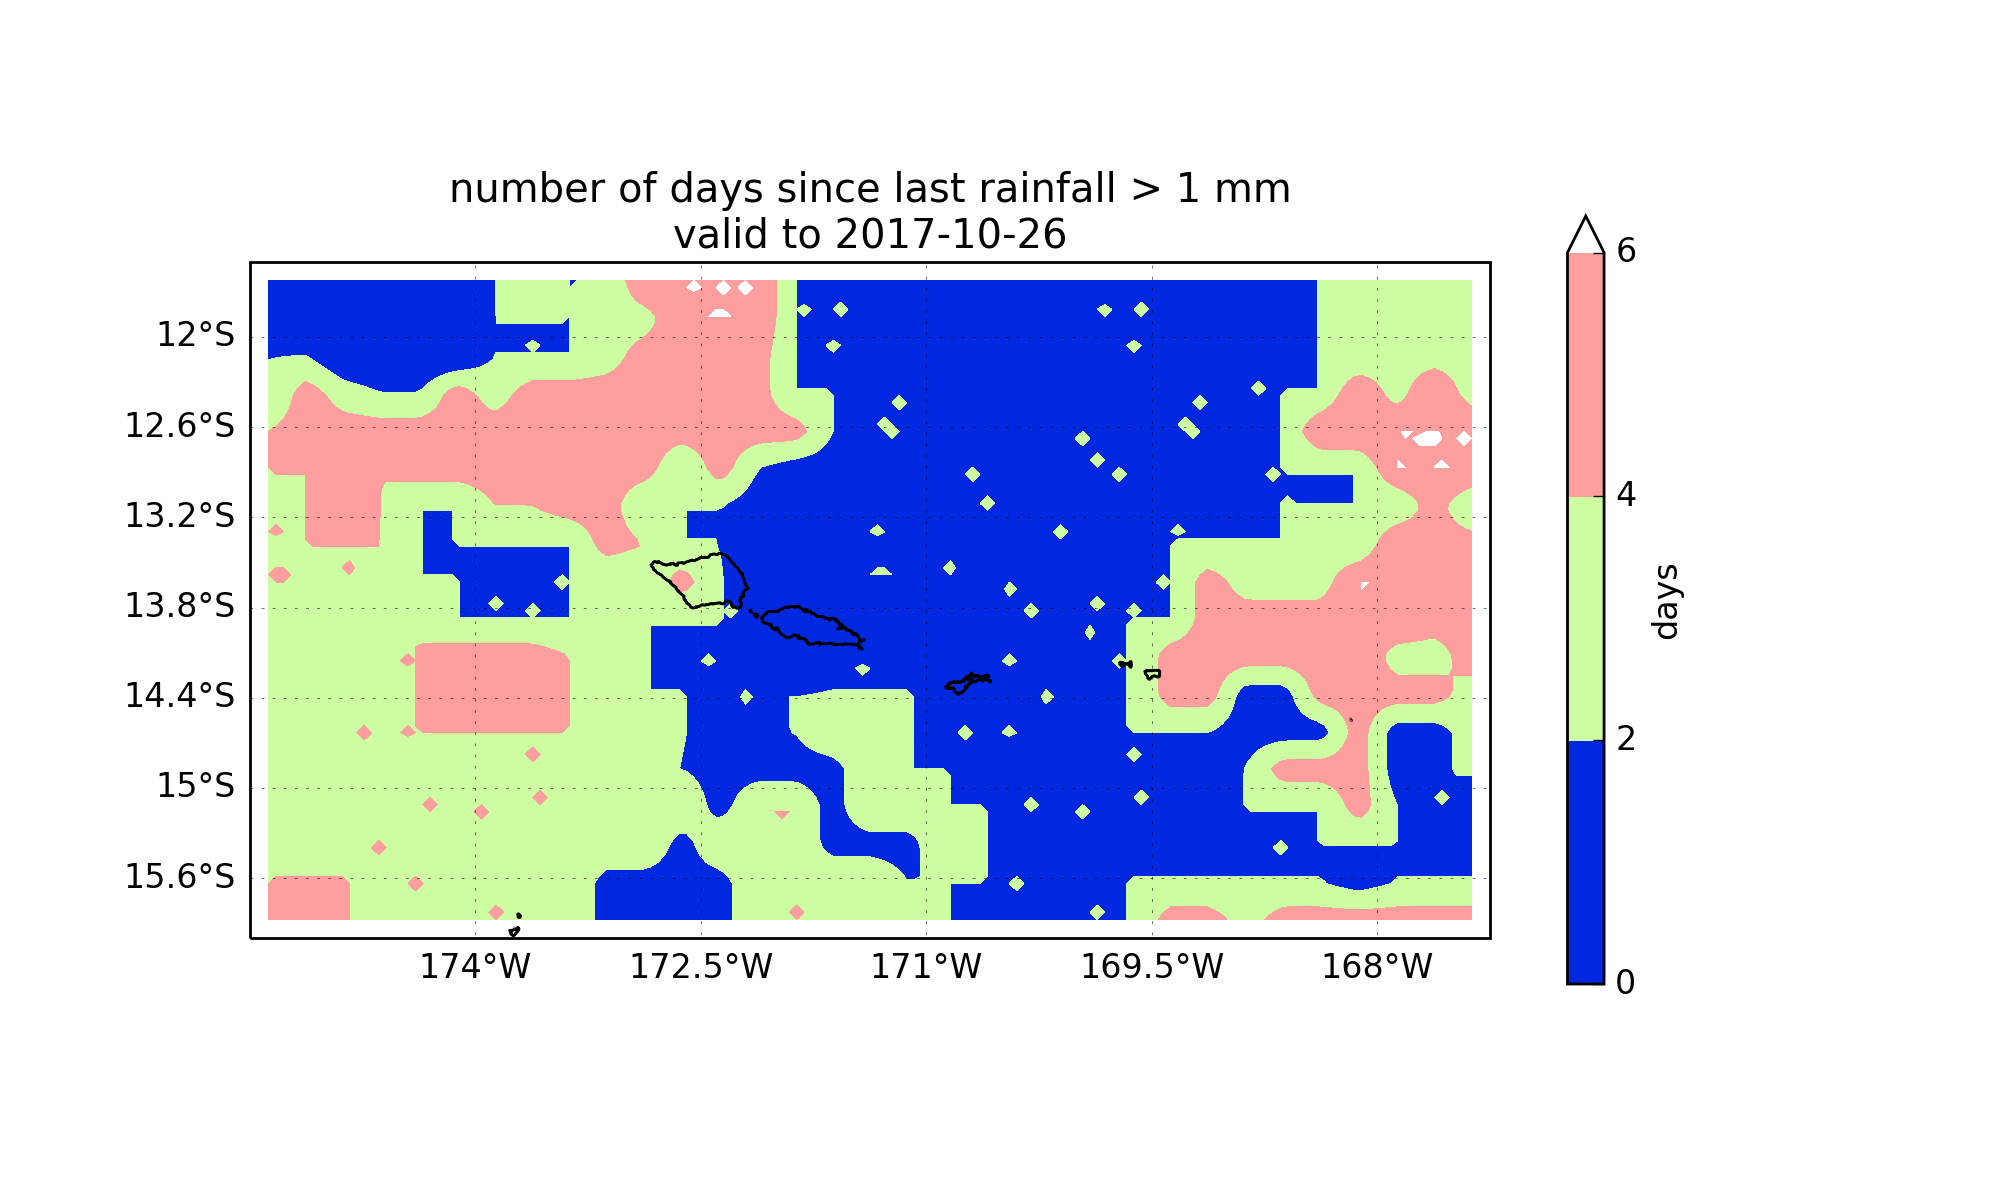 number of days since last rainfall > 1 mm
valid to 2017-10-26
12°S
12.6°S
13.2°S
13.8°S
14.4°S
15°S
15.6°S
174°W
172.5°W
171°W
169.5°W
168°W
6
4
2
0
days